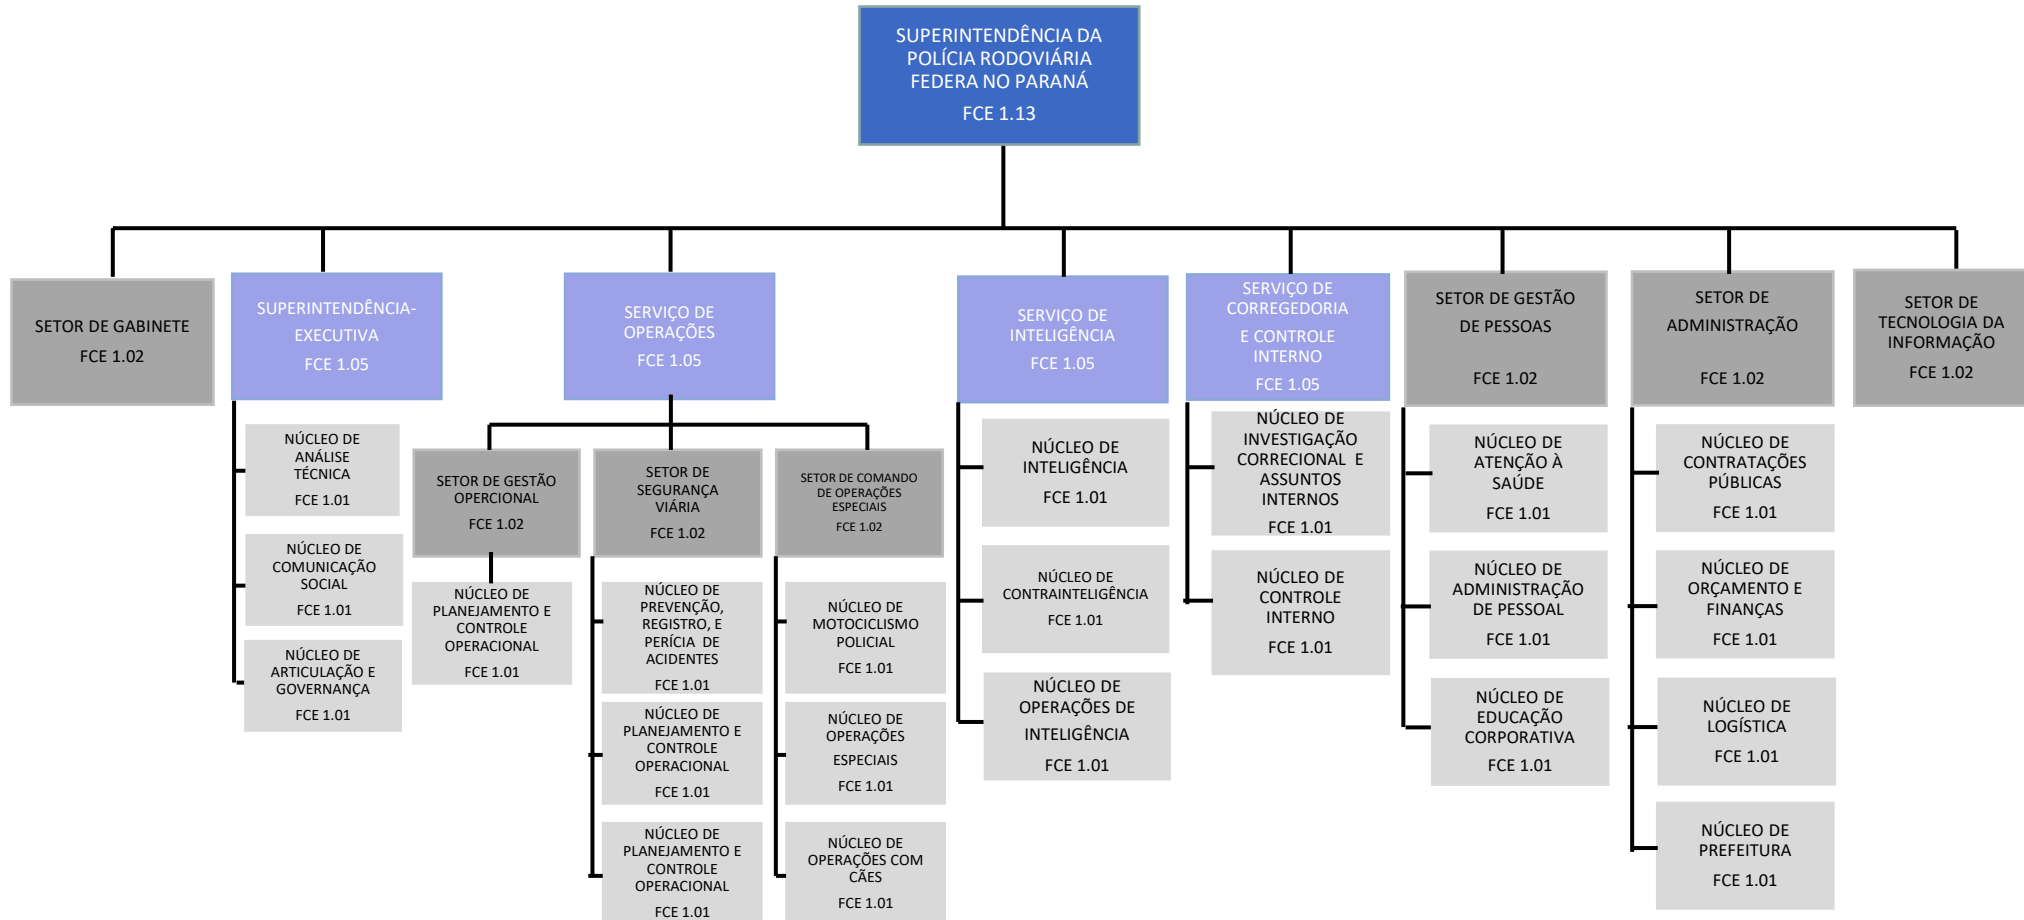 SUPERINTENDÊNCIA DA
POLÍCIA RODOVIÁRIA
FEDERA NO PARANÁ
FCE 1.13
SETOR DE GABINETE
FCE 1.02
SUPERINTENDÊNCIA-
EXECUTIVA
FCE 1.05
SERVIÇO DE
OPERAÇÕES
FCE 1.05
SERVIÇO DE
INTELIGÊNCIA
FCE 1.05
SERVIÇO DE
CORREGEDORIA
E CONTROLE
INTERNO
FCE 1.05
SETOR DE GESTÃO
DE PESSOAS
FCE 1.02
SETOR DE
ADMINISTRAÇÃO
FCE 1.02
SETOR DE
TECNOLOGIA DA
INFORMAÇÃO
FCE 1.02
NÚCLEO DE
ANÁLISE
TÉCNICA
FCE 1.01
NÚCLEO DE
COMUNICAÇÃO
SOCIAL
FCE 1.01
NÚCLEO DE
ARTICULAÇÃO E
GOVERNANÇA
FCE 1.01
SETOR DE GESTÃO
OPERCIONAL
FCE 1.02
NÚCLEO DE
PLANEJAMENTO E
CONTROLE
OPERACIONAL
FCE 1.01
SETOR DE
SEGURANÇA
VIÁRIA
FCE 1.02
NÚCLEO DE
PREVENÇÃO,
REGISTRO, E
PERÍCIA DE
ACIDENTES
FCE 1.01
NÚCLEO DE
PLANEJAMENTO E
CONTROLE
OPERACIONAL
FCE 1.01
NÚCLEO DE
PLANEJAMENTO E
CONTROLE
OPERACIONAL
FCE 1.01
SETOR DE COMANDO
DE OPERAÇÕES
ESPECIAIS
FCE 1.02
NÚCLEO DE
MOTOCICLISMO
POLICIAL
FCE 1.01
NÚCLEO DE
OPERAÇÕES
ESPECIAIS
FCE 1.01
NÚCLEO DE
OPERAÇÕES COM
CÃES
FCE 1.01
NÚCLEO DE
INTELIGÊNCIA
FCE 1.01
NÚCLEO DE
CONTRAINTELIGÊNCIA
FCE 1.01
NÚCLEO DE
OPERAÇÕES DE
INTELIGÊNCIA
FCE 1.01
NÚCLEO DE
INVESTIGAÇÃO
CORRECIONAL E
ASSUNTOS
INTERNOS
FCE 1.01
NÚCLEO DE
CONTROLE
INTERNO
FCE 1.01
NÚCLEO DE
ATENÇÃO À
SAÚDE
FCE 1.01
NÚCLEO DE
ADMINISTRAÇÃO
DE PESSOAL
FCE 1.01
NÚCLEO DE
EDUCAÇÃO
CORPORATIVA
FCE 1.01
NÚCLEO DE
CONTRATAÇÕES
PÚBLICAS
FCE 1.01
NÚCLEO DE
ORÇAMENTO E
FINANÇAS
FCE 1.01
NÚCLEO DE
LOGÍSTICA
FCE 1.01
NÚCLEO DE
PREFEITURA
FCE 1.01